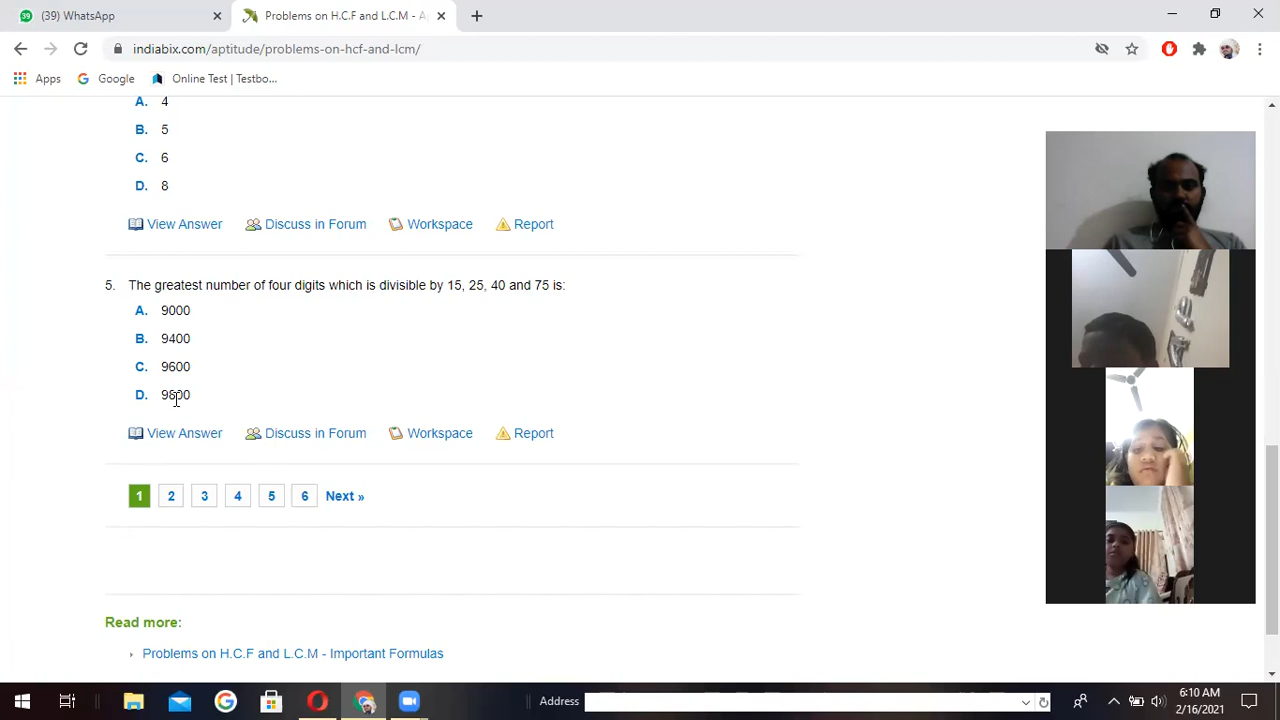 39 (39) WhatsApp
Problems on H.C.F and L.C.M - A
indiabix.com/aptitude/problems-on-hcf-and-lcm/
Apps Google Online Test | Testbo...
A. 4
B. 5
C. 6
D. 8
View Answer Discuss in Forum Workspace Report
5. The greatest number of four digits which is divisible by 15, 25, 40 and 75 is:
A. 9000
B. 9400
C. 9600
D. 9800
View Answer Discuss in Forum Workspace Report
1 2 3 4 5 6 Next »
Read more:
Problems on H.C.F and L.C.M - Important Formulas
Address
6:10 AM
2/16/2021